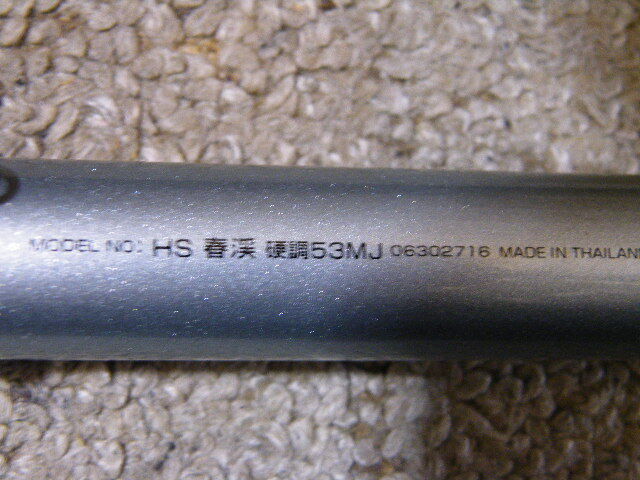 MODEL NO: HS 春渓 硬調53MJ 06302716 MADE IN THAILAND